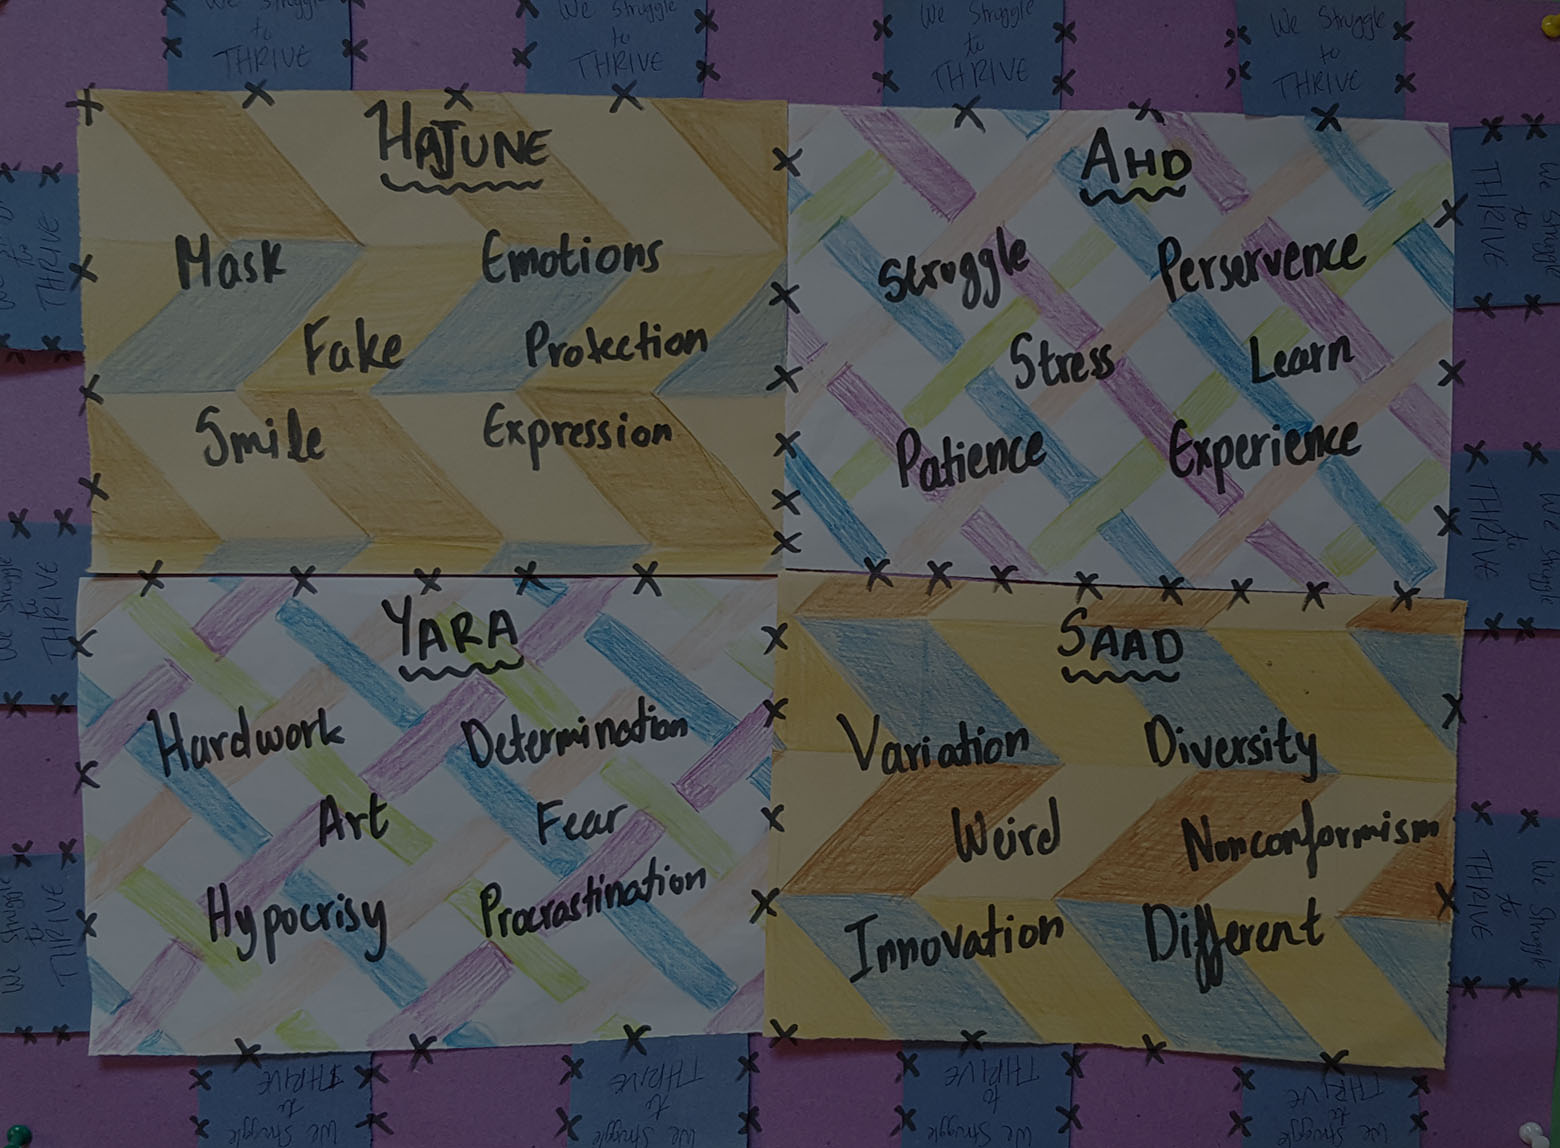 We Struggle
to
THRIVE
We Struggle
to
THRIVE
We Struggle
to
THRIVE
We Struggle
to
THRIVE
HAJUNE
Mask
Emotions
Fake
Protection
Smile
Expression
AHD
Struggle
Perservence
Stress
Learn
Patience
Experience
YARA
Hardwork
Determination
Art
Fear
Hypocrisy
Procrastination
SAAD
Variation
Diversity
Weird
Nonconformism
Innovation
Different
We Struggle
to
THRIVE
We Struggle
to
THRIVE
We Struggle
to
THRIVE
We Struggle
to
THRIVE
We Struggle
to
THRIVE
We Struggle
to
THRIVE
We Struggle
to
THRIVE
We Struggle
to
THRIVE
We Struggle
to
THRIVE
We Struggle
to
THRIVE